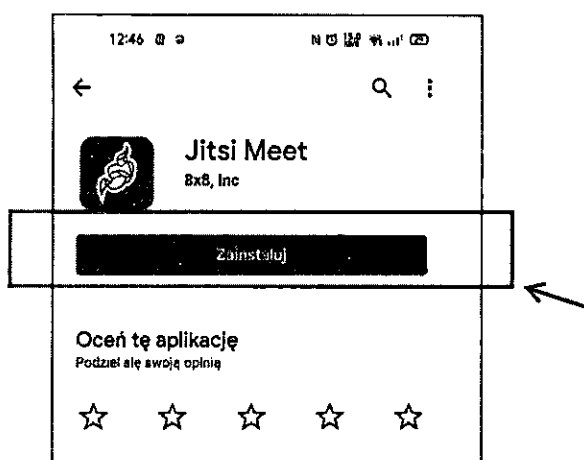 12:46
Jitsi Meet
8x8, Inc
Zainstaluj
Oceń tę aplikację
Podziel się swoją opinią